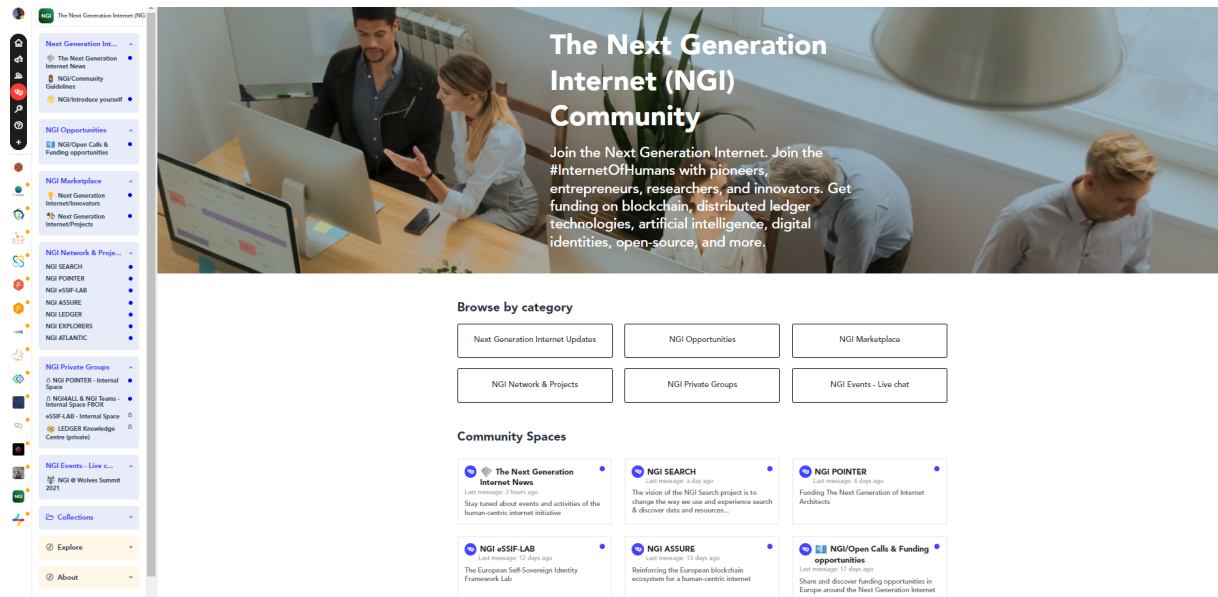 NGI The Next Generation Internet (NGI
Next Generation Int...
The Next Generation
Internet News
NGI/Community
Guidelines
NGI/Introduce yourself
NGI Opportunities
NGI/Open Calls &
Funding opportunities
NGI Marketplace
Next Generation
Internet/Innovators
Next Generation
Internet/Projects
NGI Network & Proje...
NGI SEARCH
NGI POINTER
NGI eSSIF-LAB
NGI ASSURE
NGI LEDGER
NGI EXPLORERS
NGI ATLANTIC
NGI Private Groups
NGI POINTER - Internal
Space
NGI4ALL & NGI Teams -
Internal Space FBOX
eSSIF-LAB - Internal Space
LEDGER Knowledge
Centre (private)
NGI Events - Live c...
NGI @ Wolves Summit
2021
Collections
Explore
About
NGI
The Next Generation
Internet (NGI)
Community
Join the Next Generation Internet. Join the
#InternetOfHumans with pioneers,
entrepreneurs, researchers, and innovators. Get
funding on blockchain, distributed ledger
technologies, artificial intelligence, digital
identities, open-source, and more.
Browse by category
Next Generation Internet Updates
NGI Opportunities
NGI Marketplace
NGI Network & Projects
NGI Private Groups
NGI Events - Live chat
Community Spaces
The Next Generation
Internet News
Last message: 3 hours ago
Stay tuned about events and activities of the
human-centric internet initiative
NGI SEARCH
Last message: a day ago
The vision of the NGI Search project is to
change the way we use and experience search
& discover data and resources...
NGI POINTER
Last message: 4 days ago
Funding The Next Generation of Internet
Architects
NGI eSSIF-LAB
Last message: 12 days ago
The European Self-Sovereign Identity
Framework Lab
NGI ASSURE
Last message: 13 days ago
Reinforcing the European blockchain
ecosystem for a human-centric internet
NGI/Open Calls & Funding
opportunities
Last message: 17 days ago
Share and discover funding opportunities in
Europe around the Next Generation Internet